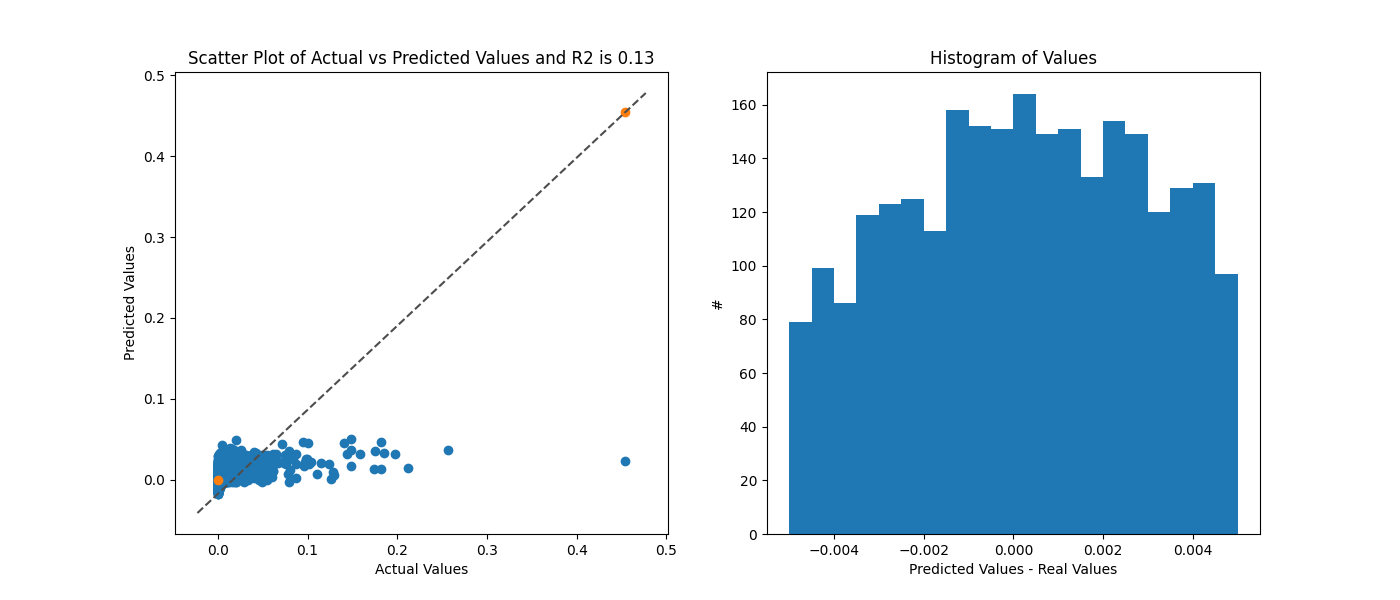 Scatter Plot of Actual vs Predicted Values and R2 is 0.13
0.5
0.4
0.3
0.2
0.1
0.0
Predicted Values
0.0 0.1 0.2 0.3 0.4 0.5
Actual Values
Histogram of Values
160
140
120
100
80
60
40
20
0
#
−0.004 −0.002 0.000 0.002 0.004
Predicted Values - Real Values